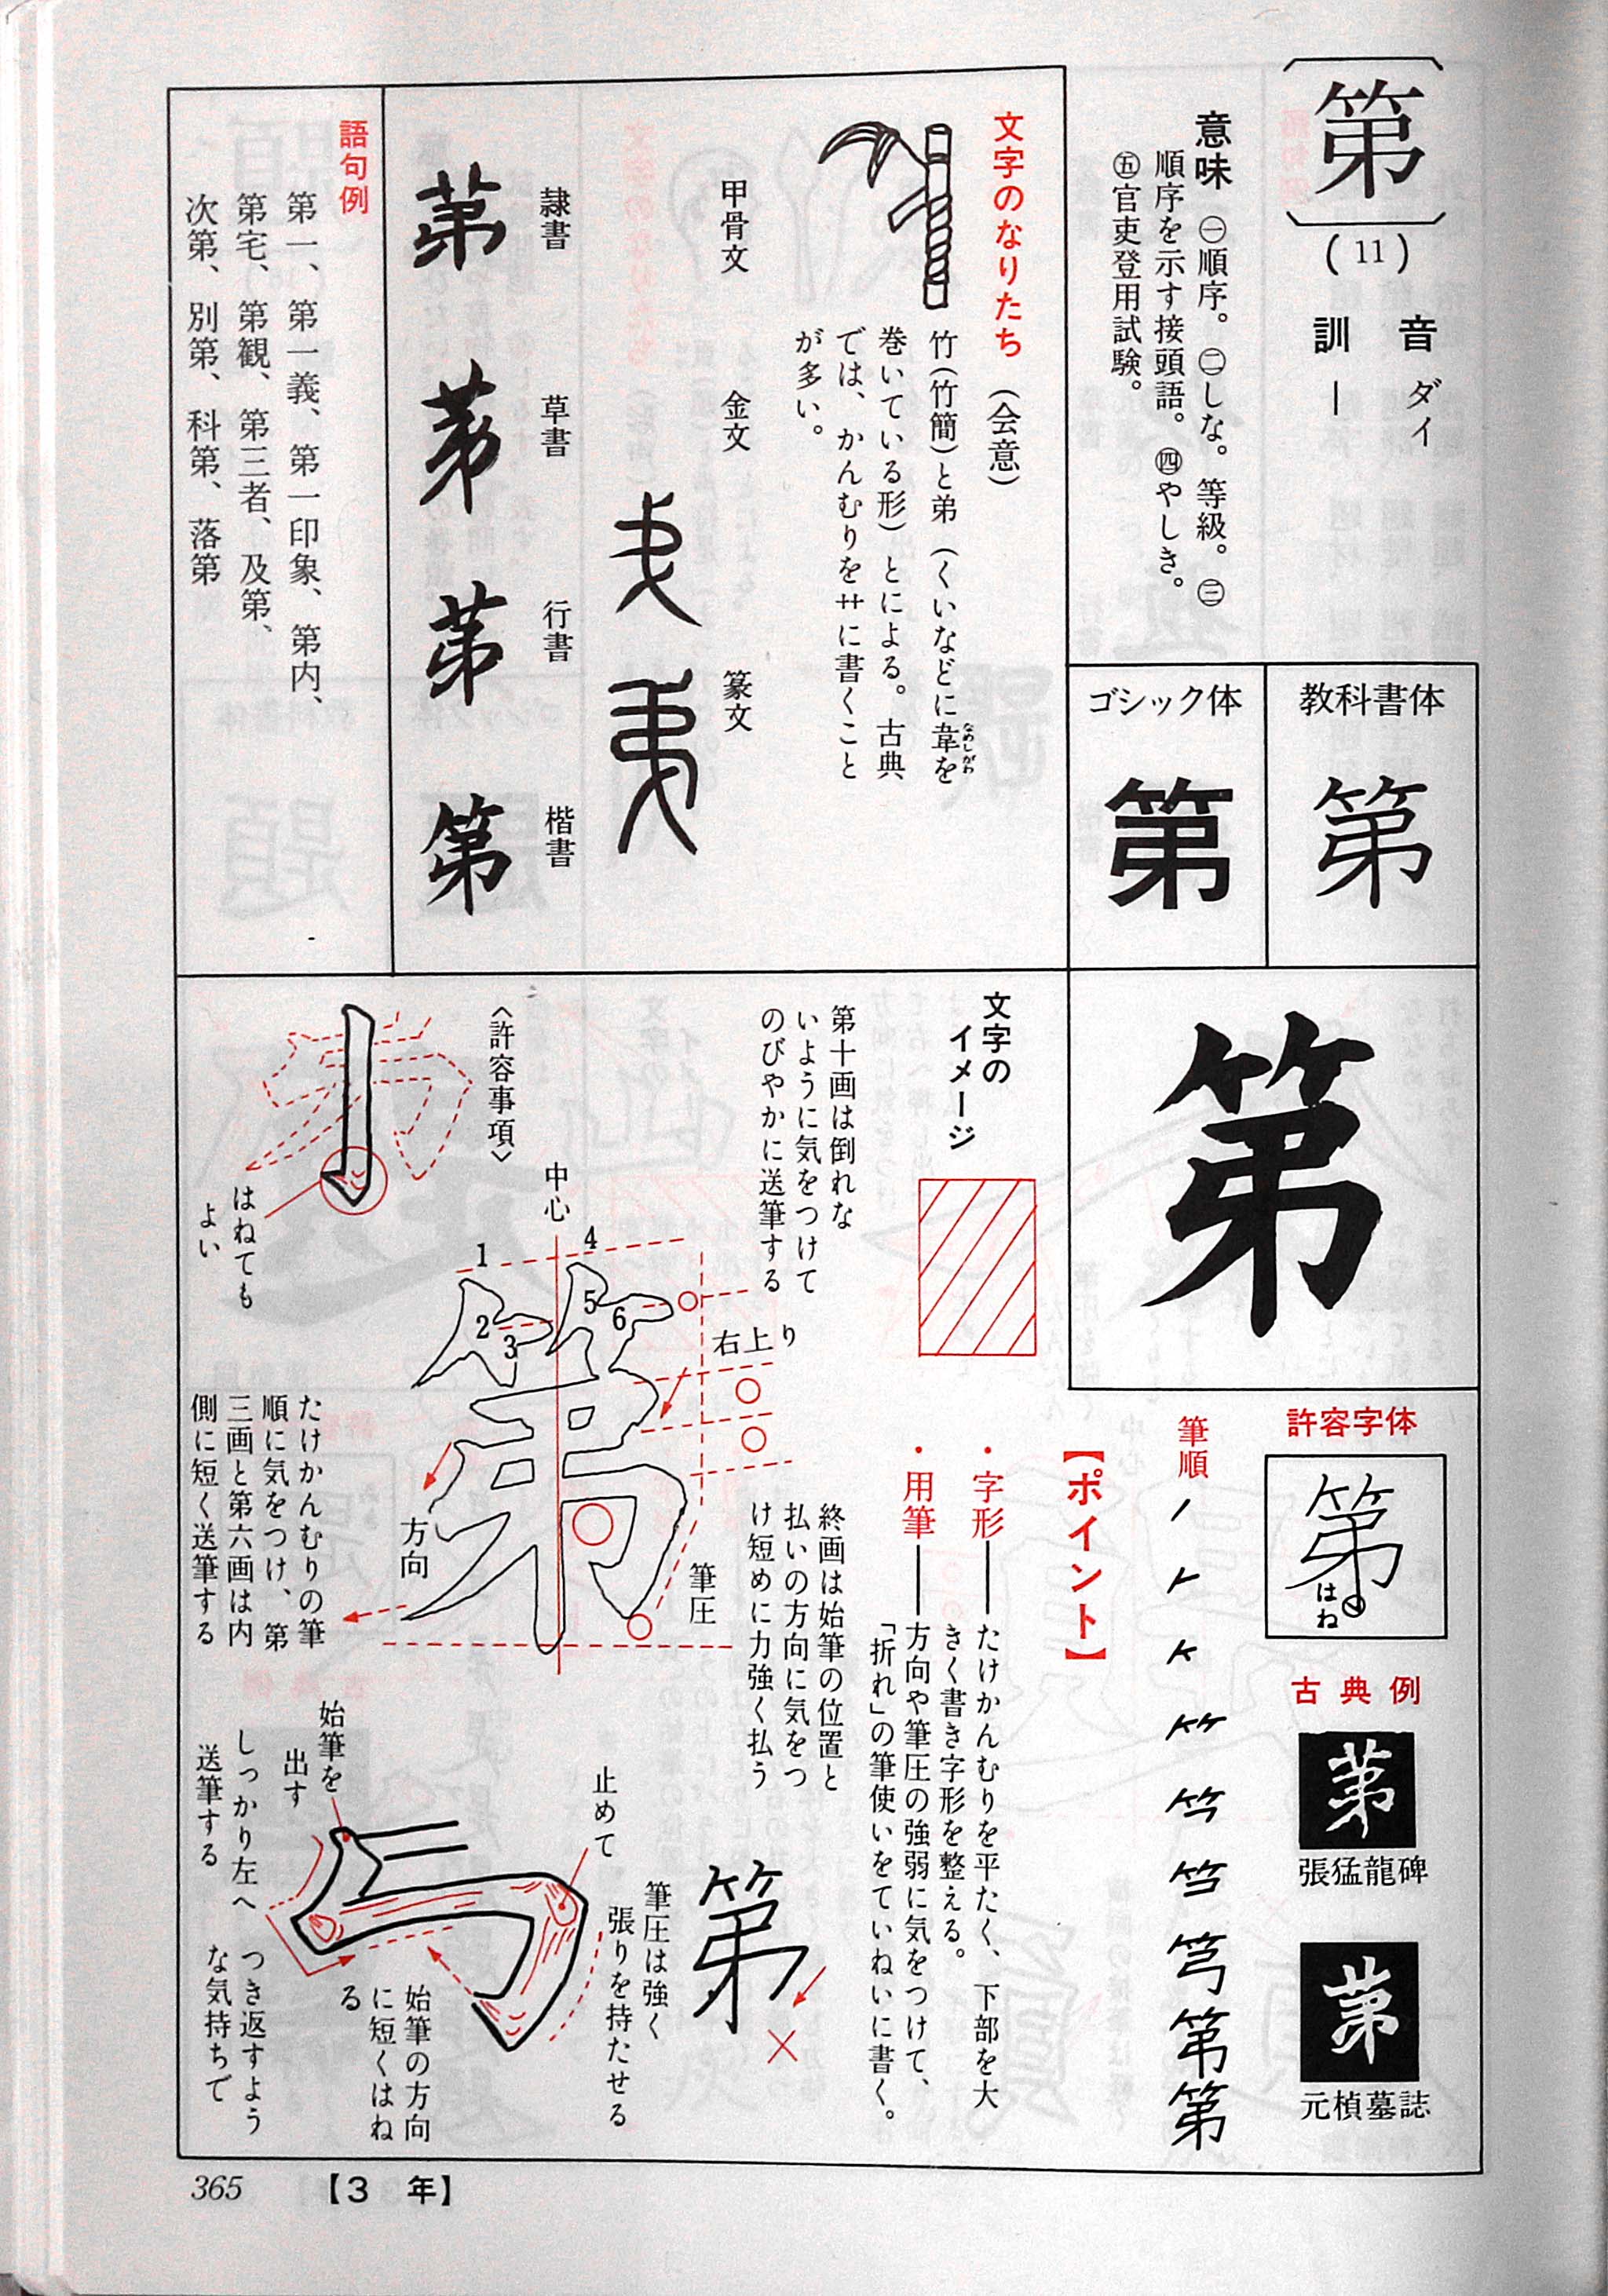 〔第〕
(11)
音 ダイ
訓 ―
意味 ㊀順序。㊁しな。等級。㊂
順序を示す接頭語。㊃やしき。
㊄官吏登用試験。
教科書体
第
ゴシック体
第
第
文字のなりたち (会意)
竹(竹簡)と弟(くいなどに韋を
なめしがわ
巻いている形)とによる。古典
では、かんむりを艹に書くこと
が多い。
甲骨文
金文
篆文
隷書
草書
行書
楷書
第
語句例
第一、第一義、第一印象、第内、
第宅、第観、第三者、及第、
次第、別第、科第、落第
許容字体
第
はね
古典例
張猛龍碑
元楨墓誌
筆順
【ポイント】
・字形――たけかんむりを平たく、下部を大
きく書き字形を整える。
・用筆――方向や筆圧の強弱に気をつけて、
「折れ」の筆使いをていねいに書く。
文字の
イメージ
第十画は倒れな
いように気をつけて
のびやかに送筆する
〈許容事項〉
はねても
よい
中心
1
2
3
4
5
6
右上り
方向
筆圧
終画は始筆の位置と
払いの方向に気をつ
け短めに力強く払う
たけかんむりの筆
順に気をつけ、第
三画と第六画は内
側に短く送筆する
第
×
筆圧は強く
張りを持たせる
止めて
始筆の方向
に短くはね
る
始筆を
出す
しっかり左へ
送筆する
つき返すよう
な気持ちで
365
【3 年】